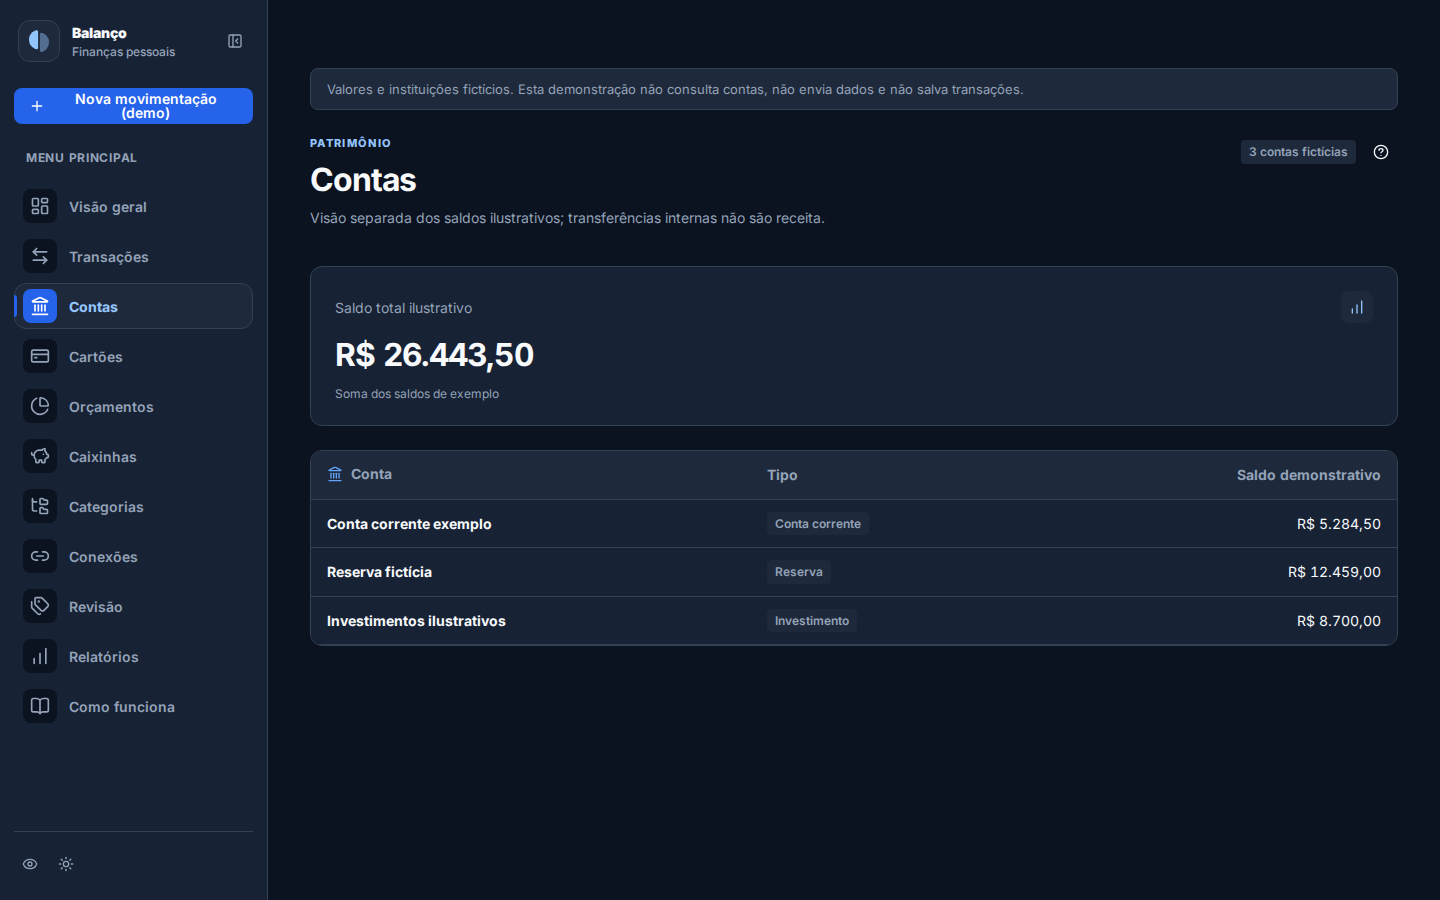 Balanço
Finanças pessoais
Nova movimentação
(demo)
MENU PRINCIPAL
Visão geral
Transações
Contas
Cartões
Orçamentos
Caixinhas
Categorias
Conexões
Revisão
Relatórios
Como funciona
Valores e instituições fictícios. Esta demonstração não consulta contas, não envia dados e não salva transações.
PATRIMÔNIO
Contas
Visão separada dos saldos ilustrativos; transferências internas não são receita.
3 contas fictícias
Saldo total ilustrativo
R$ 26.443,50
Soma dos saldos de exemplo
Conta Tipo Saldo demonstrativo
Conta corrente exemplo Conta corrente R$ 5.284,50
Reserva fictícia Reserva R$ 12.459,00
Investimentos ilustrativos Investimento R$ 8.700,00